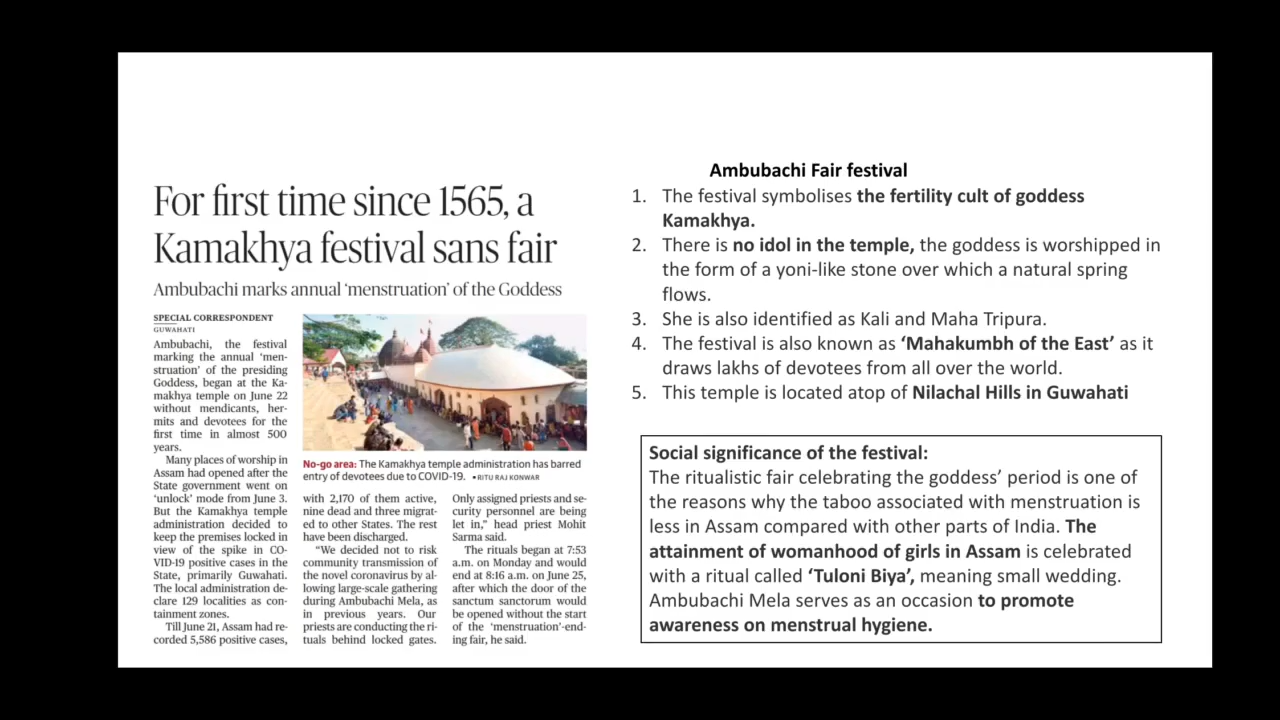 For first time since 1565, a
Kamakhya festival sans fair
Ambubachi marks annual ‘menstruation’ of the Goddess
SPECIAL CORRESPONDENT
GUWAHATI
Ambubachi, the festival
marking the annual ‘men-
struation’ of the presiding
Goddess, began at the Ka-
makhya temple on June 22
without mendicants, her-
mits and devotees for the
first time in almost 500
years.
Many places of worship in
Assam had opened after the
State government went on
‘unlock’ mode from June 3.
But the Kamakhya temple
administration decided to
keep the premises locked in
view of the spike in CO-
VID-19 positive cases in the
State, primarily Guwahati.
The local administration de-
clare 129 localities as con-
tainment zones.
Till June 21, Assam had re-
corded 5,586 positive cases,
No-go area: The Kamakhya temple administration has barred
entry of devotees due to COVID-19. ▪ RITU RAJ KONWAR
with 2,170 of them active,
nine dead and three migrat-
ed to other States. The rest
have been discharged.
“We decided not to risk
community transmission of
the novel coronavirus by al-
lowing large-scale gathering
during Ambubachi Mela, as
in previous years. Our
priests are conducting the ri-
tuals behind locked gates.
Only assigned priests and se-
curity personnel are being
let in,” head priest Mohit
Sarma said.
The rituals began at 7:53
a.m. on Monday and would
end at 8:16 a.m. on June 25,
after which the door of the
sanctum sanctorum would
be opened without the start
of the ‘menstruation’-end-
ing fair, he said.
Ambubachi Fair festival
1. The festival symbolises the fertility cult of goddess
Kamakhya.
2. There is no idol in the temple, the goddess is worshipped in
the form of a yoni-like stone over which a natural spring
flows.
3. She is also identified as Kali and Maha Tripura.
4. The festival is also known as ‘Mahakumbh of the East’ as it
draws lakhs of devotees from all over the world.
5. This temple is located atop of Nilachal Hills in Guwahati
Social significance of the festival:
The ritualistic fair celebrating the goddess’ period is one of
the reasons why the taboo associated with menstruation is
less in Assam compared with other parts of India. The
attainment of womanhood of girls in Assam is celebrated
with a ritual called ‘Tuloni Biya’, meaning small wedding.
Ambubachi Mela serves as an occasion to promote
awareness on menstrual hygiene.